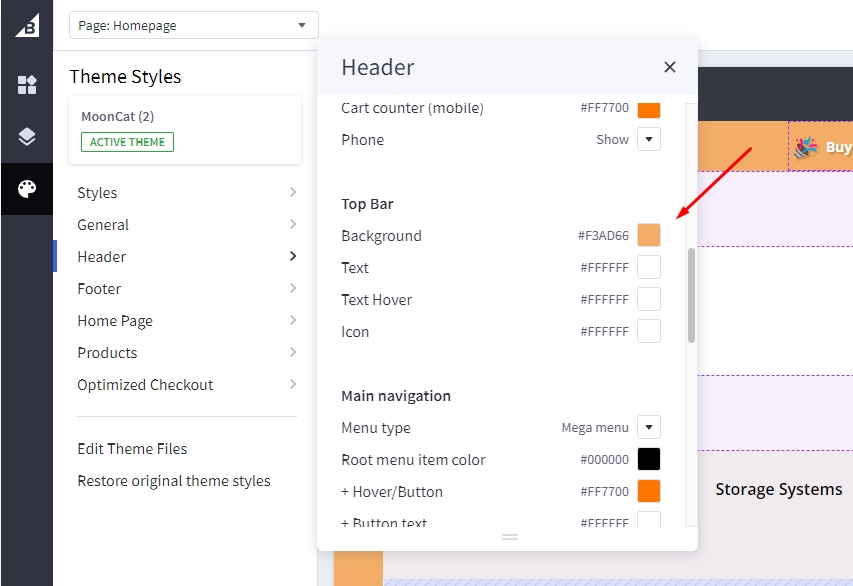 Page: Homepage
Theme Styles
MoonCat (2)
ACTIVE THEME
Styles
General
Header
Footer
Home Page
Products
Optimized Checkout
Edit Theme Files
Restore original theme styles
Header
Cart counter (mobile) #FF7700
Phone Show
Top Bar
Background #F3AD66
Text #FFFFFF
Text Hover #FFFFFF
Icon #FFFFFF
Main navigation
Menu type Mega menu
Root menu item color #000000
+ Hover/Button #FF7700
+ Button text #FFFFFF
Buy
Storage Systems